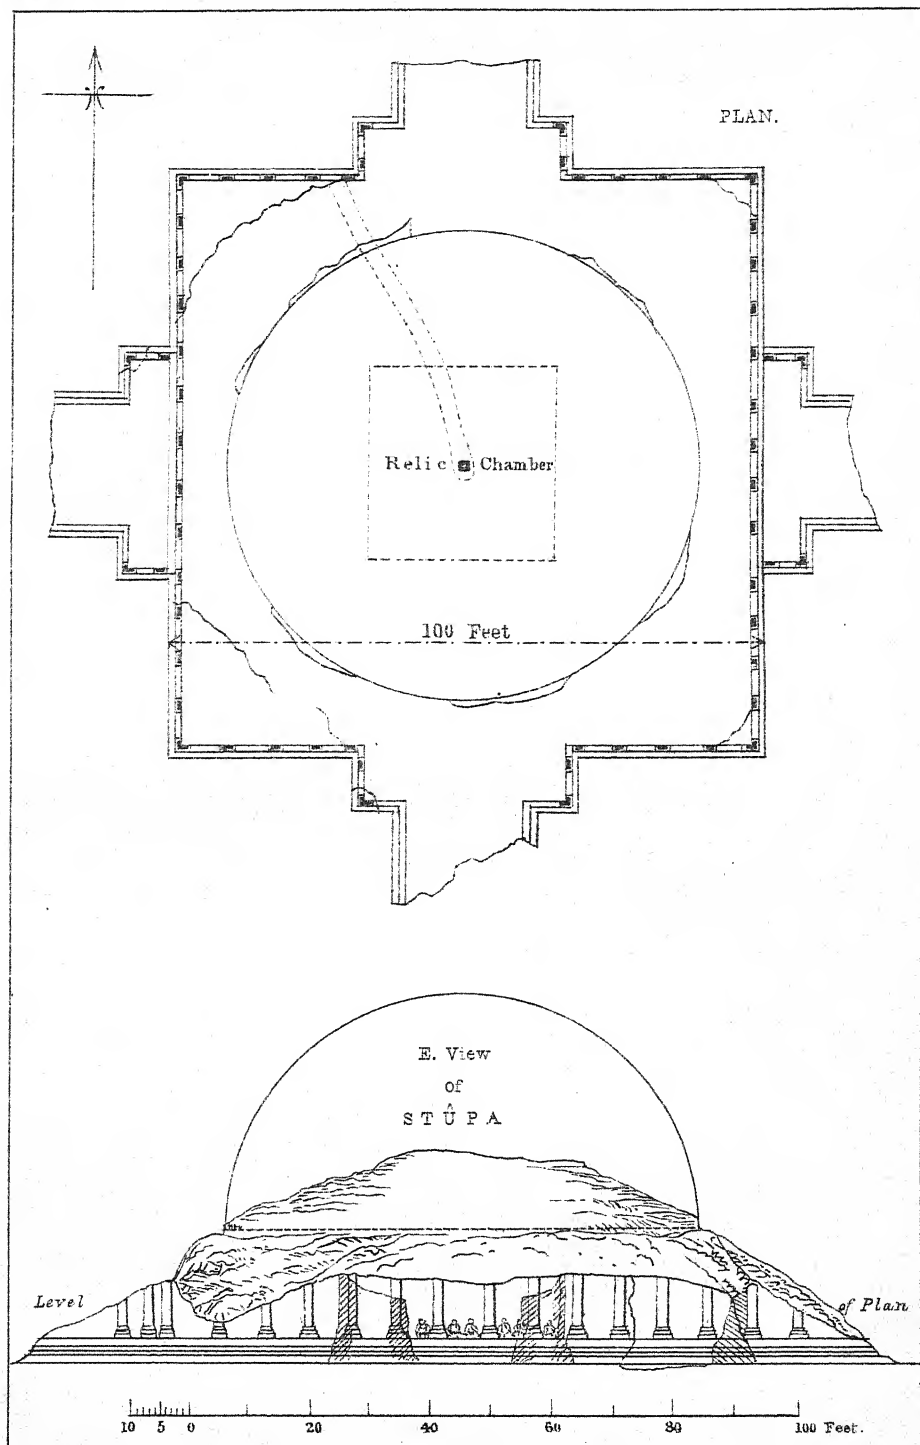 PLAN.
Relic Chamber
100 Feet
E. View
of
STÛPA
Level of Plan
10 5 0 20 40 60 80 100 Feet.